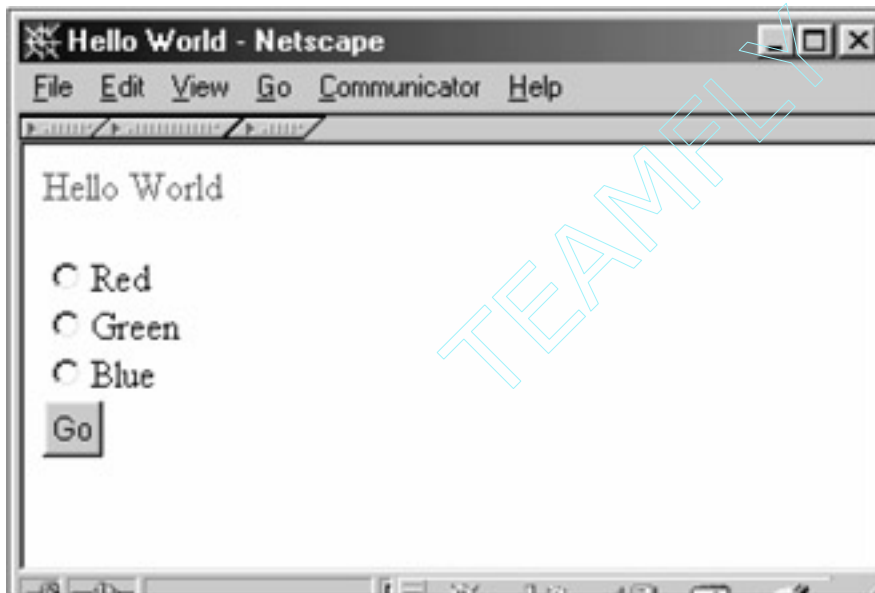 Hello World - Netscape
File Edit View Go Communicator Help
Hello World
Red
Green
Blue
Go
TEAMFLY